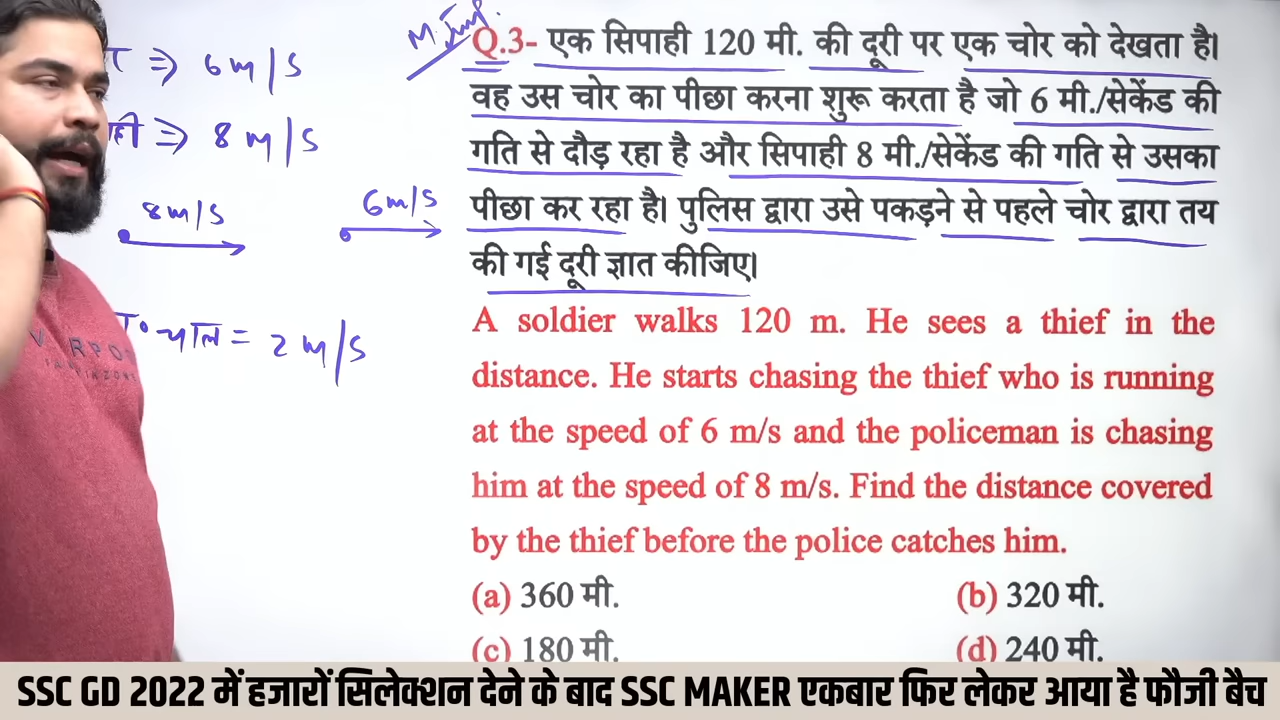 M. Imp.
Q.3- एक सिपाही 120 मी. की दूरी पर एक चोर को देखता है।
वह उस चोर का पीछा करना शुरू करता है जो 6 मी./सेकेंड की
गति से दौड़ रहा है और सिपाही 8 मी./सेकेंड की गति से उसका
पीछा कर रहा है। पुलिस द्वारा उसे पकड़ने से पहले चोर द्वारा तय
की गई दूरी ज्ञात कीजिए।
A soldier walks 120 m. He sees a thief in the
distance. He starts chasing the thief who is running
at the speed of 6 m/s and the policeman is chasing
him at the speed of 8 m/s. Find the distance covered
by the thief before the police catches him.
(a) 360 मी. (b) 320 मी.
(c) 180 मी. (d) 240 मी.
⇒ 6 m/s
ही ⇒ 8 m/s
8m/s 6m/s
चाल = 2 m/s
SSC GD 2022 में हजारों सिलेक्शन देने के बाद SSC MAKER एकबार फिर लेकर आया है फौजी बैच